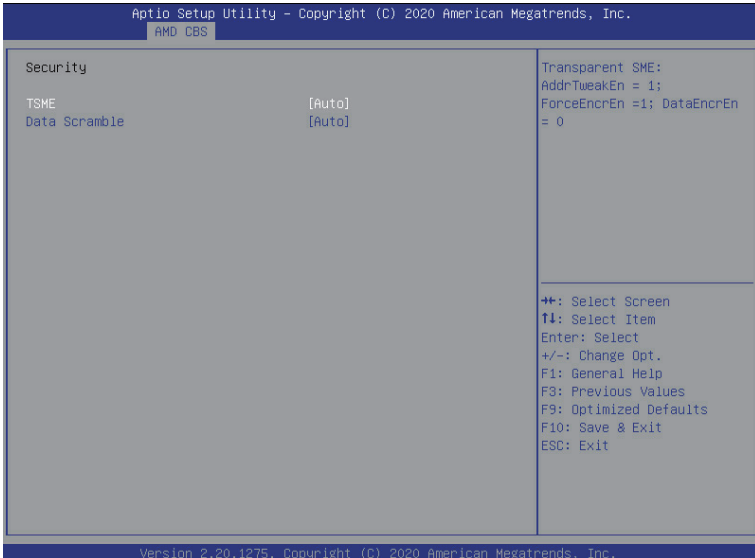 Aptio Setup Utility – Copyright (C) 2020 American Megatrends, Inc.
AMD CBS
Security
TSME [Auto]
Data Scramble [Auto]
Transparent SME:
AddrTweakEn = 1;
ForceEncrEn =1; DataEncrEn
= 0
→←: Select Screen
↑↓: Select Item
Enter: Select
+/-: Change Opt.
F1: General Help
F3: Previous Values
F9: Optimized Defaults
F10: Save & Exit
ESC: Exit
Version 2.20.1275. Copyright (C) 2020 American Megatrends, Inc.